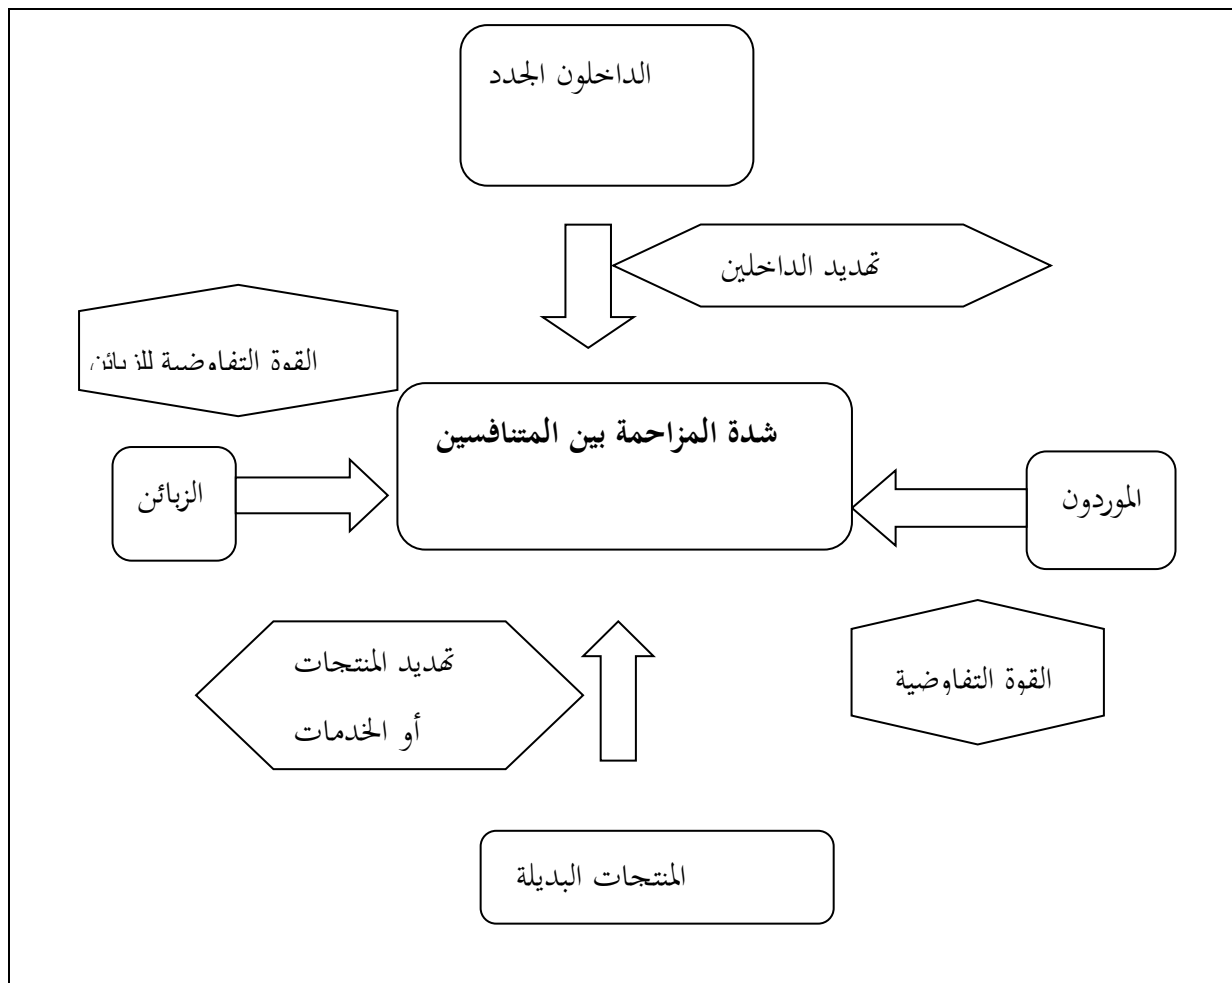 الداخلون الجدد
تهديد الداخلين
القوة التفاوضية للزبائن
شدة المزاحمة بين المتنافسين
الموردون
الزبائن
القوة التفاوضية
تهديد المنتجات
أو الخدمات
المنتجات البديلة